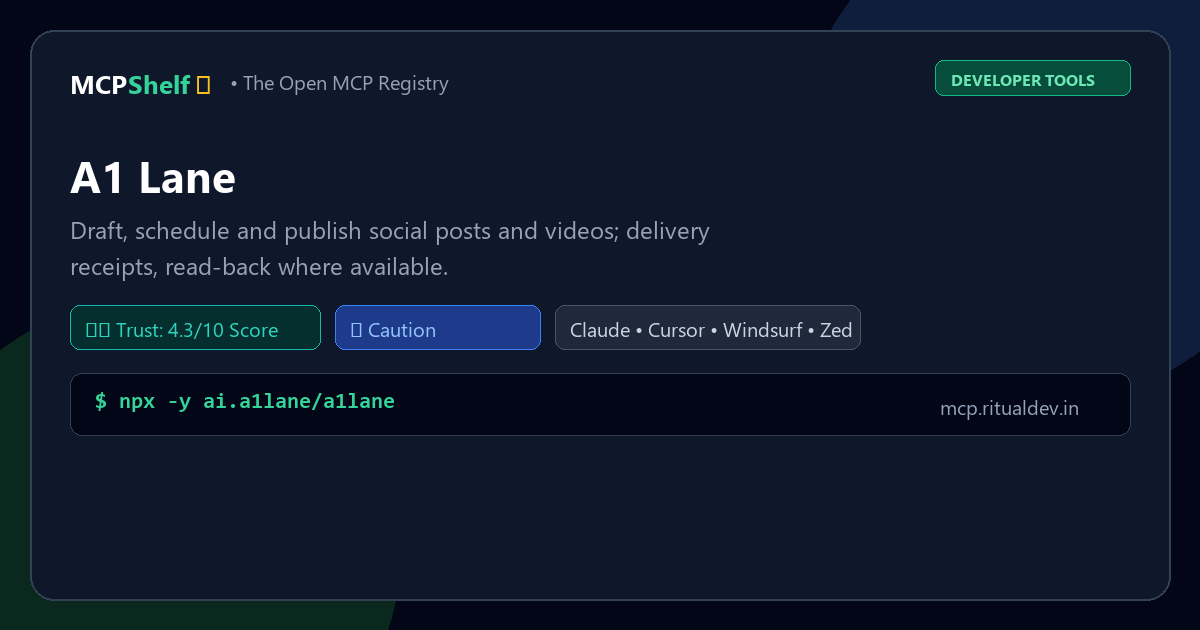 MCPShelf • The Open MCP Registry
DEVELOPER TOOLS
A1 Lane
Draft, schedule and publish social posts and videos; delivery
receipts, read-back where available.
Trust: 4.3/10 Score
Caution
Claude • Cursor • Windsurf • Zed
$ npx -y ai.a1lane/a1lane
mcp.ritualdev.in